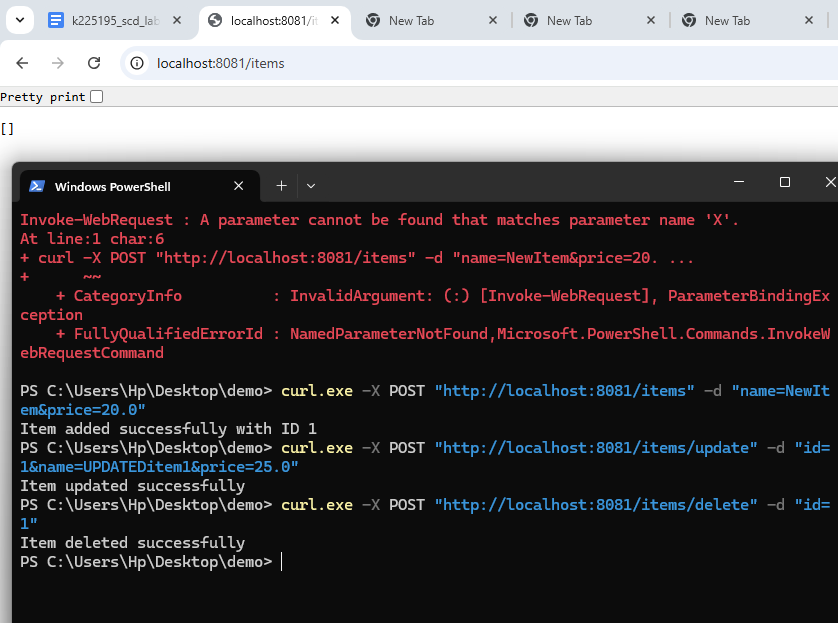 k225195_scd_lab
localhost:8081/it
New Tab
New Tab
New Tab
localhost:8081/items
Pretty print
[]
Windows PowerShell
Invoke-WebRequest : A parameter cannot be found that matches parameter name 'X'.
At line:1 char:6
+ curl -X POST "http://localhost:8081/items" -d "name=NewItem&price=20. ...
+      ~~
    + CategoryInfo          : InvalidArgument: (:) [Invoke-WebRequest], ParameterBindingEx
ception
    + FullyQualifiedErrorId : NamedParameterNotFound,Microsoft.PowerShell.Commands.InvokeW
ebRequestCommand
PS C:\Users\Hp\Desktop\demo> curl.exe -X POST "http://localhost:8081/items" -d "name=NewIt
em&price=20.0"
Item added successfully with ID 1
PS C:\Users\Hp\Desktop\demo> curl.exe -X POST "http://localhost:8081/items/update" -d "id=
1&name=UPDATEDitem1&price=25.0"
Item updated successfully
PS C:\Users\Hp\Desktop\demo> curl.exe -X POST "http://localhost:8081/items/delete" -d "id=
1"
Item deleted successfully
PS C:\Users\Hp\Desktop\demo>